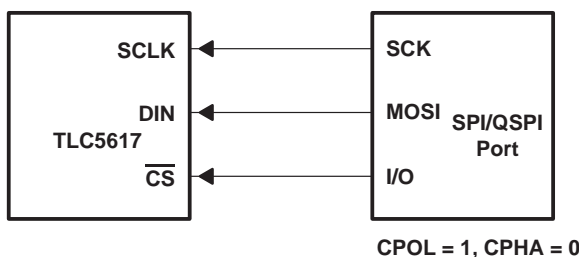 SCLK
SCK
DIN
MOSI
SPI/QSPI
Port
TLC5617
CS
I/O
CPOL = 1, CPHA = 0